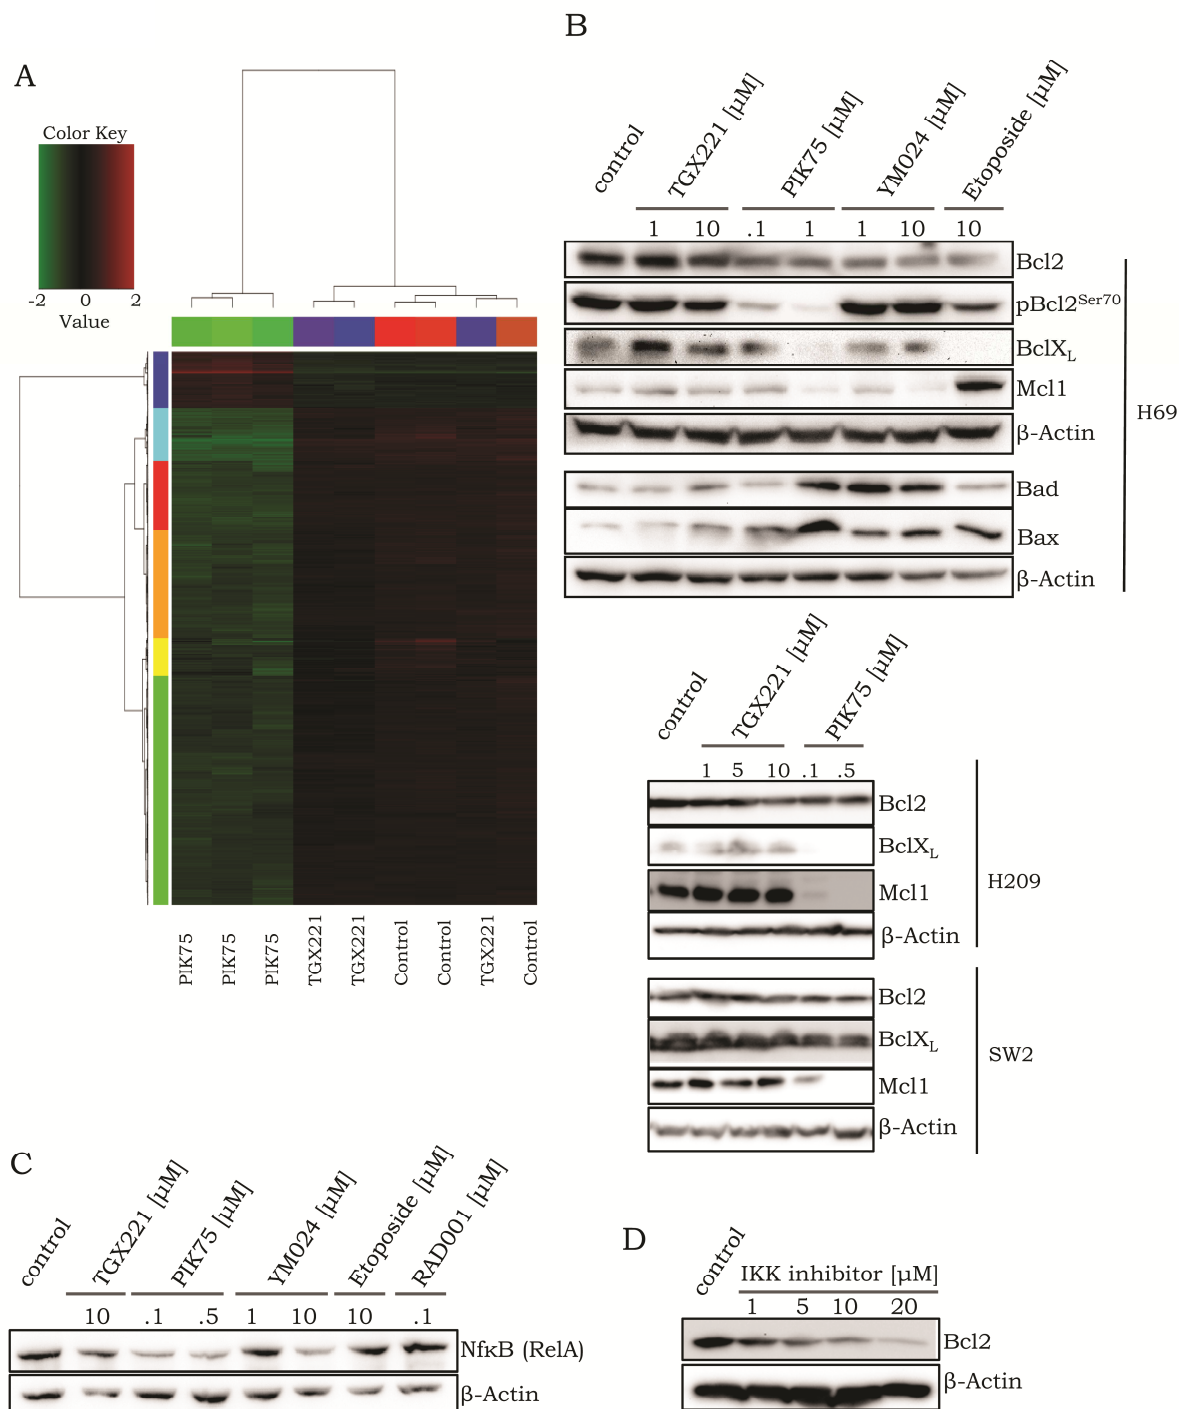 A
Color Key
-2 0 2
Value
PIK75
PIK75
PIK75
TGX221
TGX221
Control
Control
TGX221
Control
B
control
TGX221 [µM]
PIK75 [µM]
YM024 [µM]
Etoposide [µM]
1 10 .1 1 1 10 10
Bcl2
pBcl2Ser70
BclXL
Mcl1
β-Actin
H69
Bad
Bax
β-Actin
control
TGX221 [µM]
PIK75 [µM]
1 5 10 .1 .5
Bcl2
BclXL
Mcl1
H209
β-Actin
Bcl2
BclXL
SW2
Mcl1
β-Actin
C
control
TGX221 [µM]
PIK75 [µM]
YM024 [µM]
Etoposide [µM]
RAD001 [µM]
10 .1 .5 1 10 10 .1
NfκB (RelA)
β-Actin
D
control
IKK inhibitor [µM]
1 5 10 20
Bcl2
β-Actin